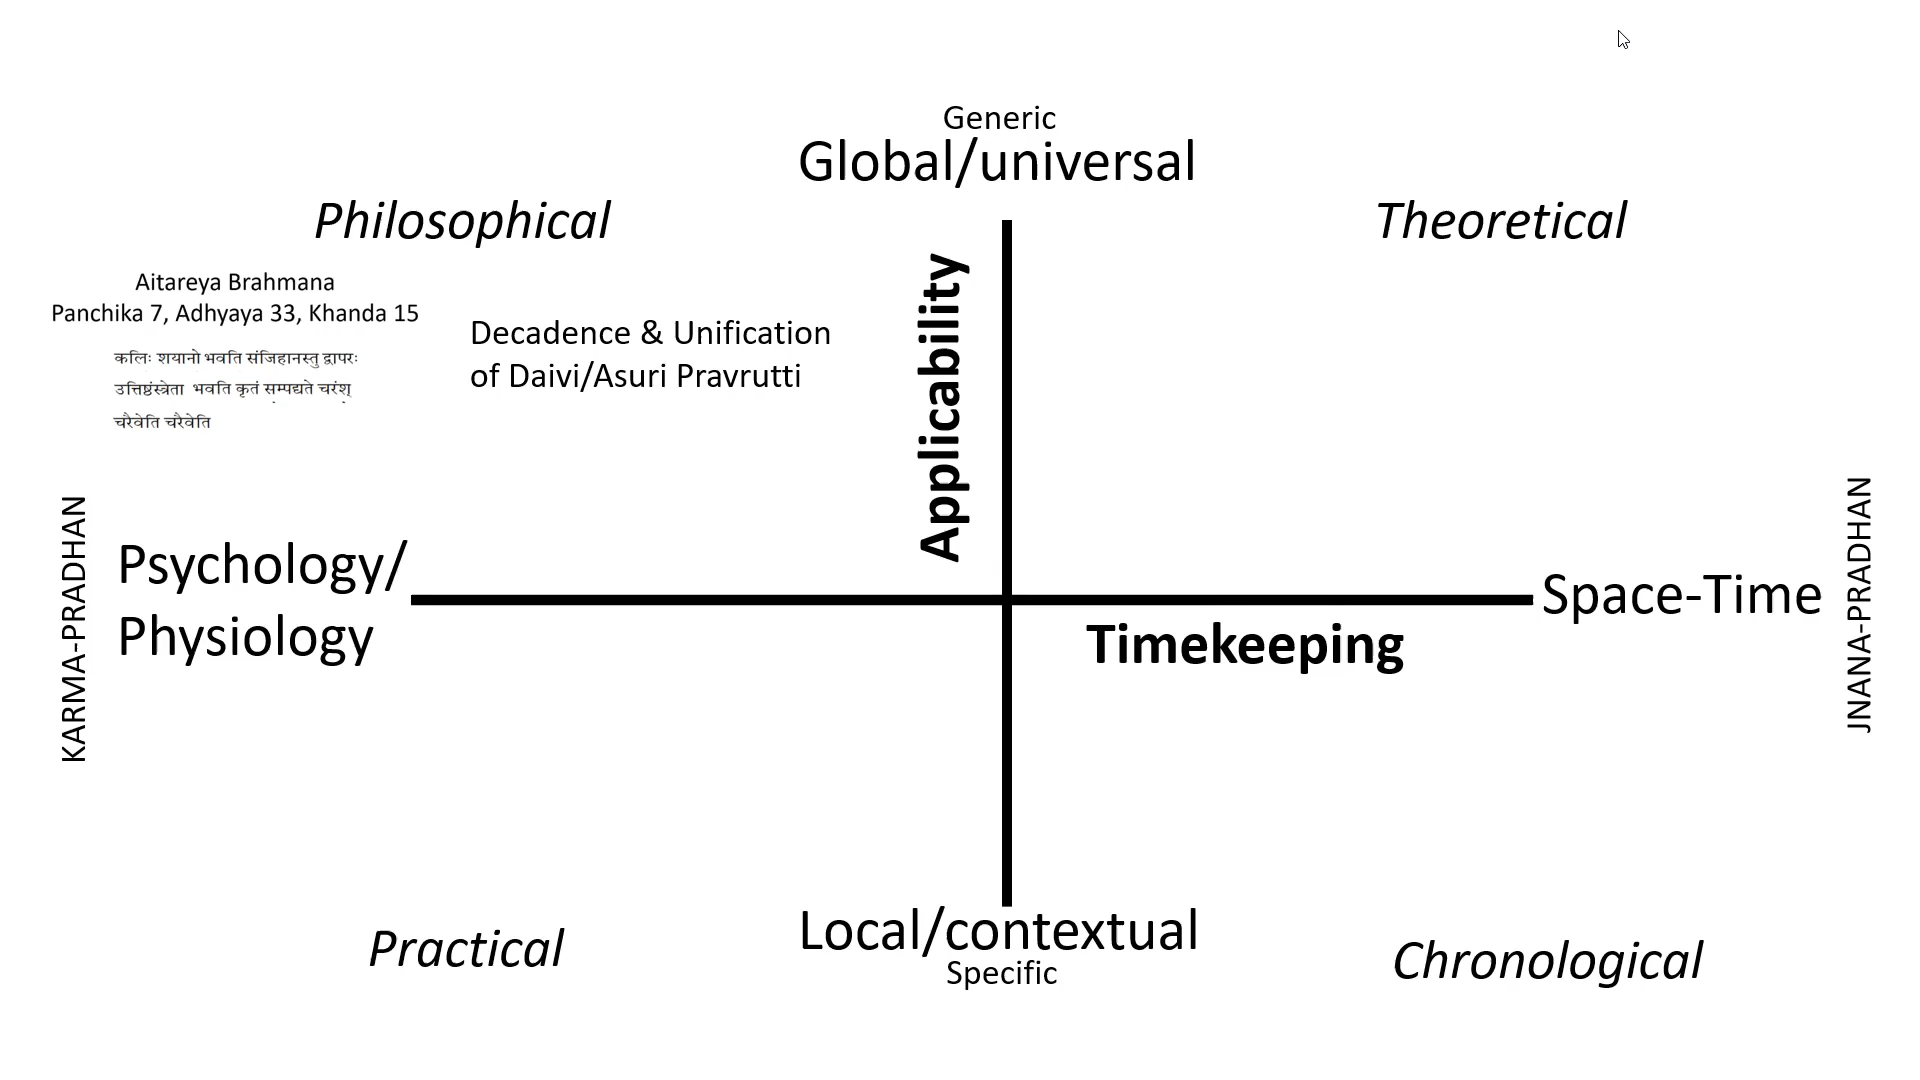 Generic
Global/universal
Philosophical
Theoretical
Aitareya Brahmana
Panchika 7, Adhyaya 33, Khanda 15
कलिः शयानो भवति संजिहानस्तु द्वापरः
उत्तिष्ठंस्त्रेता भवति कृतं सम्पद्यते चरंश्
चरैवेति चरैवेति
Decadence & Unification
of Daivi/Asuri Pravrutti
Applicability
KARMA-PRADHAN
Psychology/
Physiology
Timekeeping
Space-Time
JNANA-PRADHAN
Practical
Local/contextual
Specific
Chronological